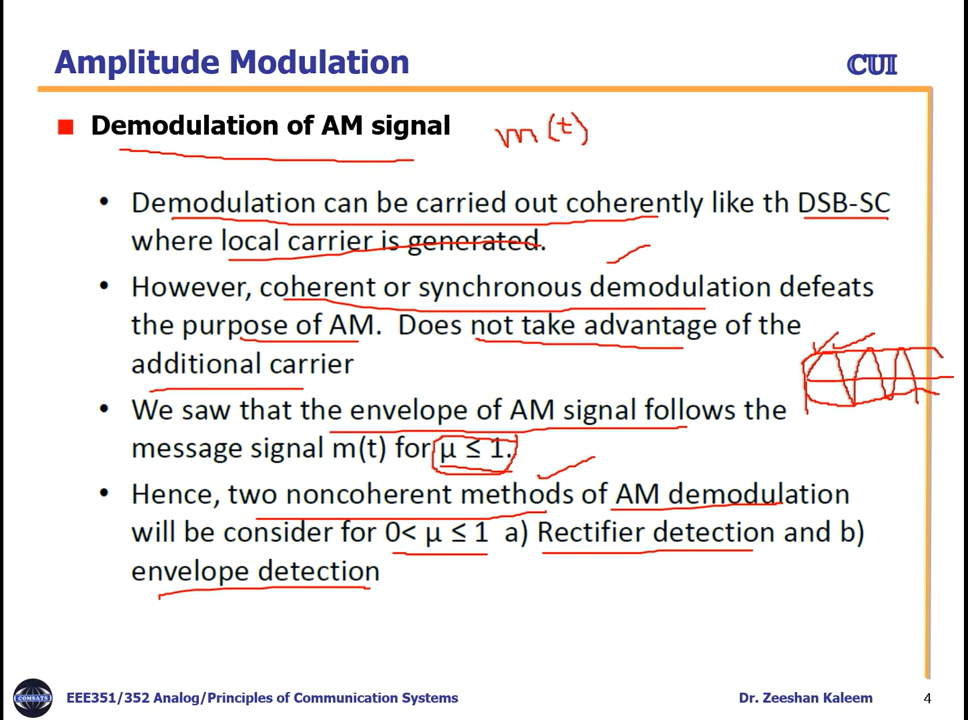 Amplitude Modulation
CUI
Demodulation of AM signal
m(t)
• Demodulation can be carried out coherently like th DSB-SC
where local carrier is generated.
• However, coherent or synchronous demodulation defeats
the purpose of AM. Does not take advantage of the
additional carrier
• We saw that the envelope of AM signal follows the
message signal m(t) for μ ≤ 1.
• Hence, two noncoherent methods of AM demodulation
will be consider for 0< μ ≤ 1 a) Rectifier detection and b)
envelope detection
COMSATS
EEE351/352 Analog/Principles of Communication Systems
Dr. Zeeshan Kaleem
4